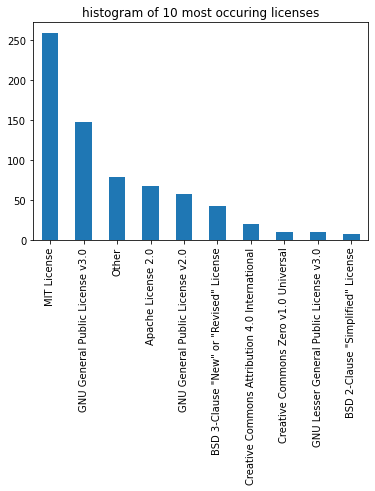 histogram of 10 most occuring licenses
250
200
150
100
50
0
MIT License
GNU General Public License v3.0
Other
Apache License 2.0
GNU General Public License v2.0
BSD 3-Clause "New" or "Revised" License
Creative Commons Attribution 4.0 International
Creative Commons Zero v1.0 Universal
GNU Lesser General Public License v3.0
BSD 2-Clause "Simplified" License